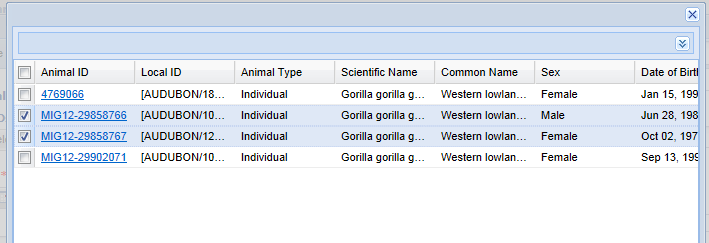 Animal ID Local ID Animal Type Scientific Name Common Name Sex Date of Birth
4769066 [AUDUBON/18... Individual Gorilla gorilla g... Western lowlan... Female Jan 15, 199
MIG12-29858766 [AUDUBON/10... Individual Gorilla gorilla g... Western lowlan... Male Jun 28, 198
MIG12-29858767 [AUDUBON/12... Individual Gorilla gorilla g... Western lowlan... Female Oct 02, 197
MIG12-29902071 [AUDUBON/10... Individual Gorilla gorilla g... Western lowlan... Female Sep 13, 199